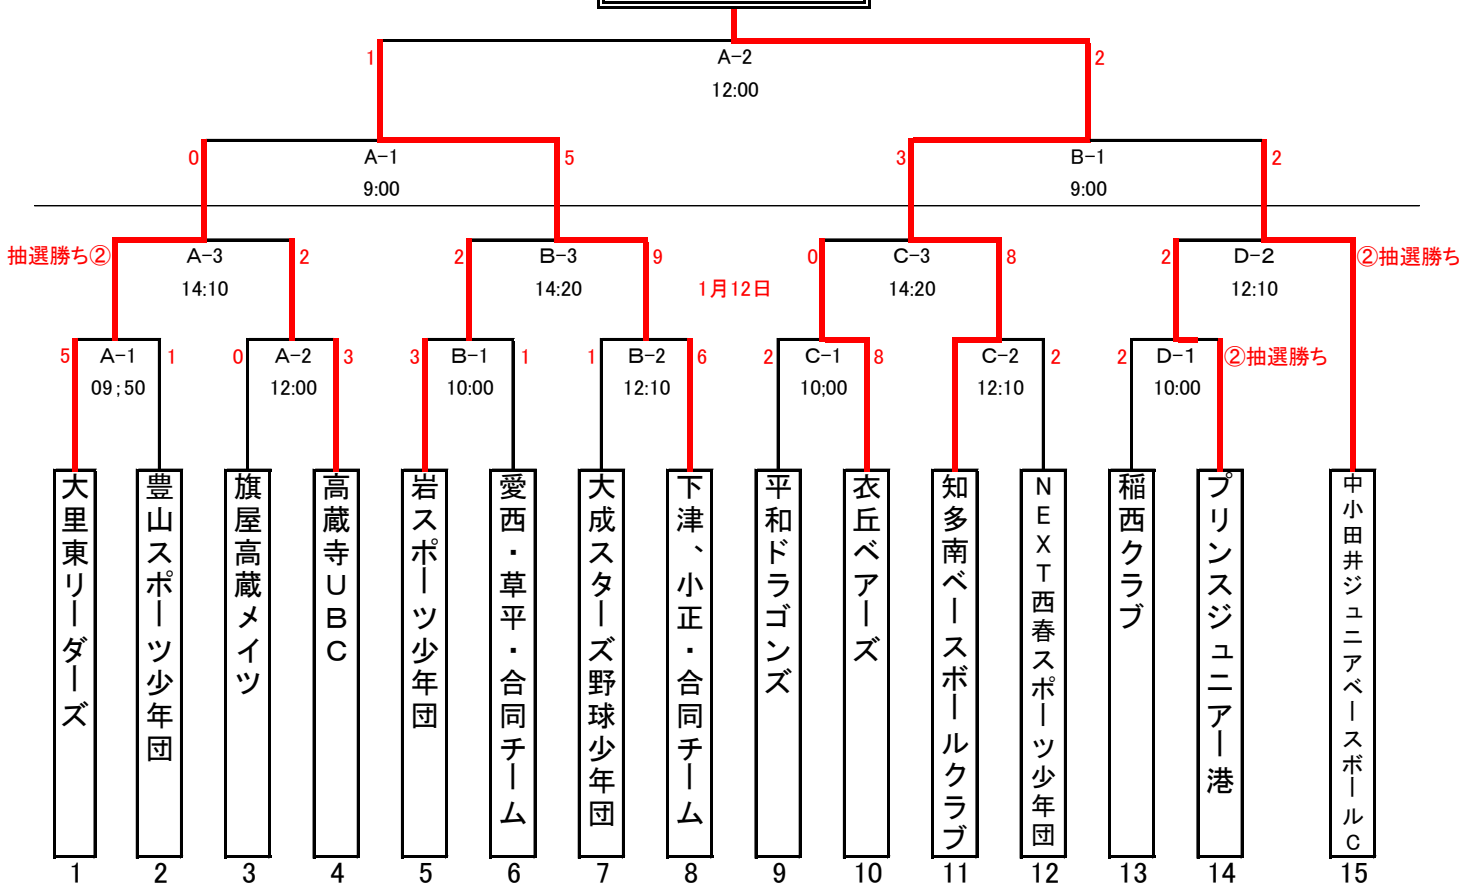 1
2
A-2
12:00
0
5
3
2
A-1
B-1
9:00
9:00
抽選勝ち②
2
2
9
0
8
2
②抽選勝ち
A-3
B-3
C-3
D-2
14:10
14:20
1月12日
14:20
12:10
5
1
0
3
3
1
1
6
2
8
2
2
②抽選勝ち
A-1
A-2
B-1
B-2
C-1
C-2
D-1
09;50
12:00
10:00
12:10
10;00
12:10
10:00
大里東リーダーズ
豊山スポーツ少年団
旗屋高蔵メイツ
高蔵寺UBC
岩スポーツ少年団
愛西・草平・合同チーム
大成スターズ野球少年団
下津、小正・合同チーム
平和ドラゴンズ
衣丘ベアーズ
知多南ベースボールクラブ
NEXT西春スポーツ少年団
稲西クラブ
プリンスジュニアー港
中小田井ジュニアベースボールC
1
2
3
4
5
6
7
8
9
10
11
12
13
14
15